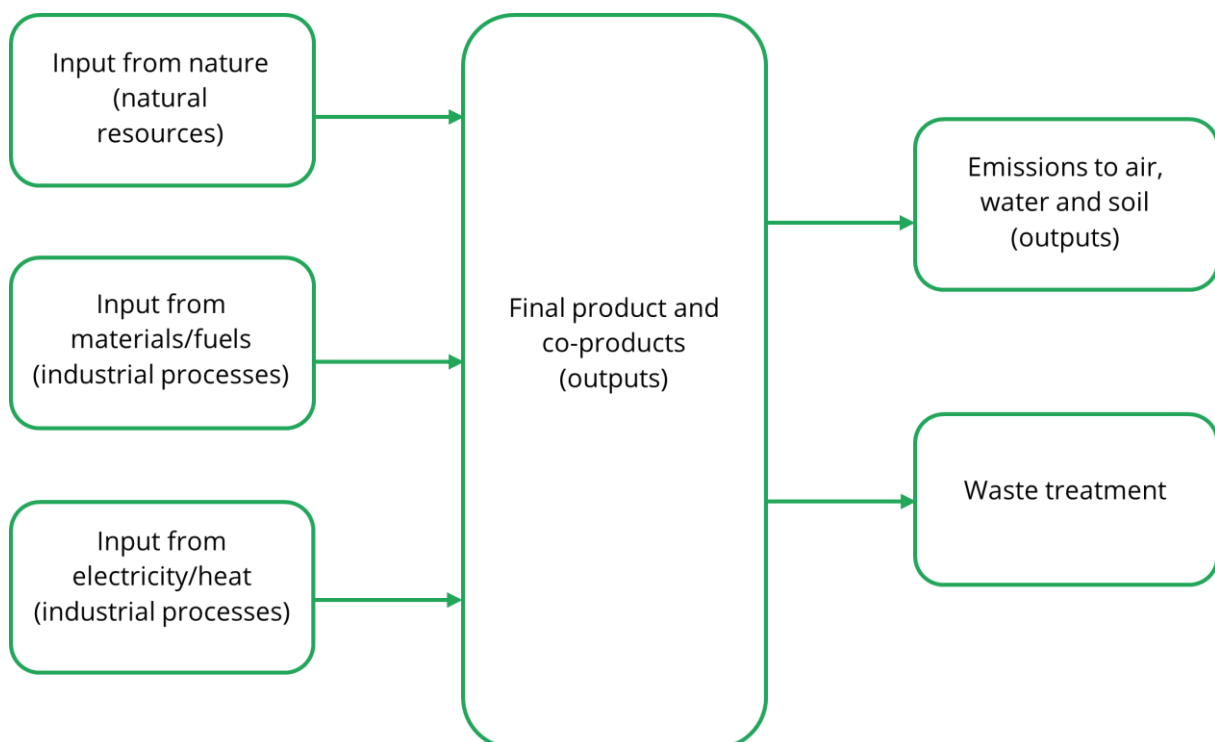 Input from nature
(natural
resources)
Input from
materials/fuels
(industrial processes)
Input from
electricity/heat
(industrial processes)
Final product and
co-products
(outputs)
Emissions to air,
water and soil
(outputs)
Waste treatment